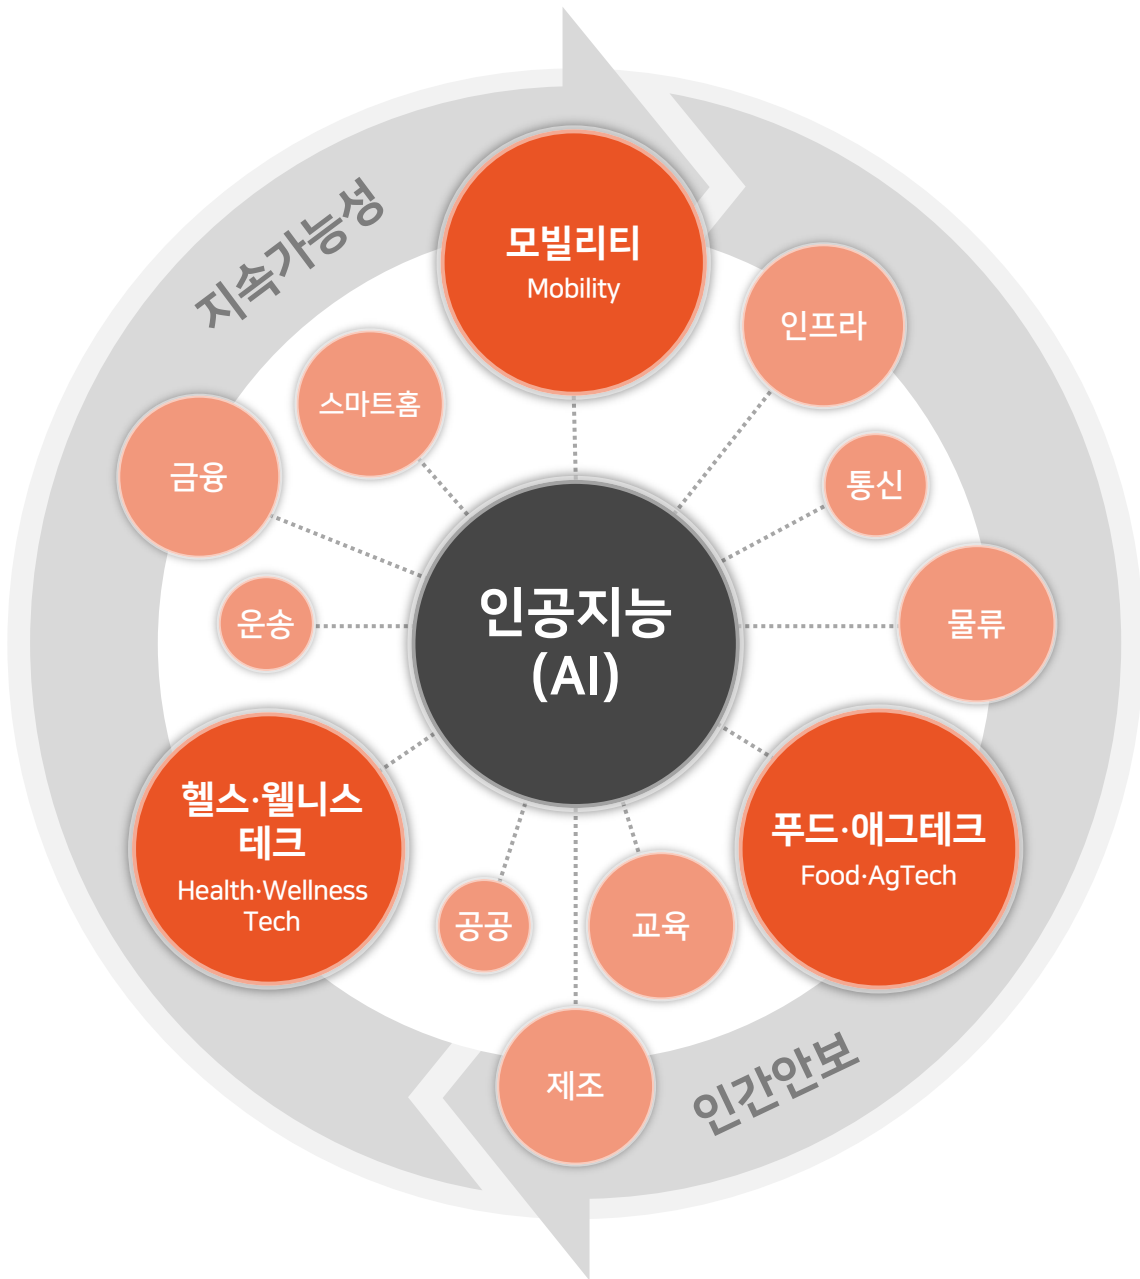 지속가능성
모빌리티
Mobility
인프라
스마트홈
통신
금융
운송
인공지능
(AI)
물류
헬스·웰니스
테크
Health·Wellness
Tech
푸드·애그테크
Food·AgTech
공공
교육
제조
인간안보